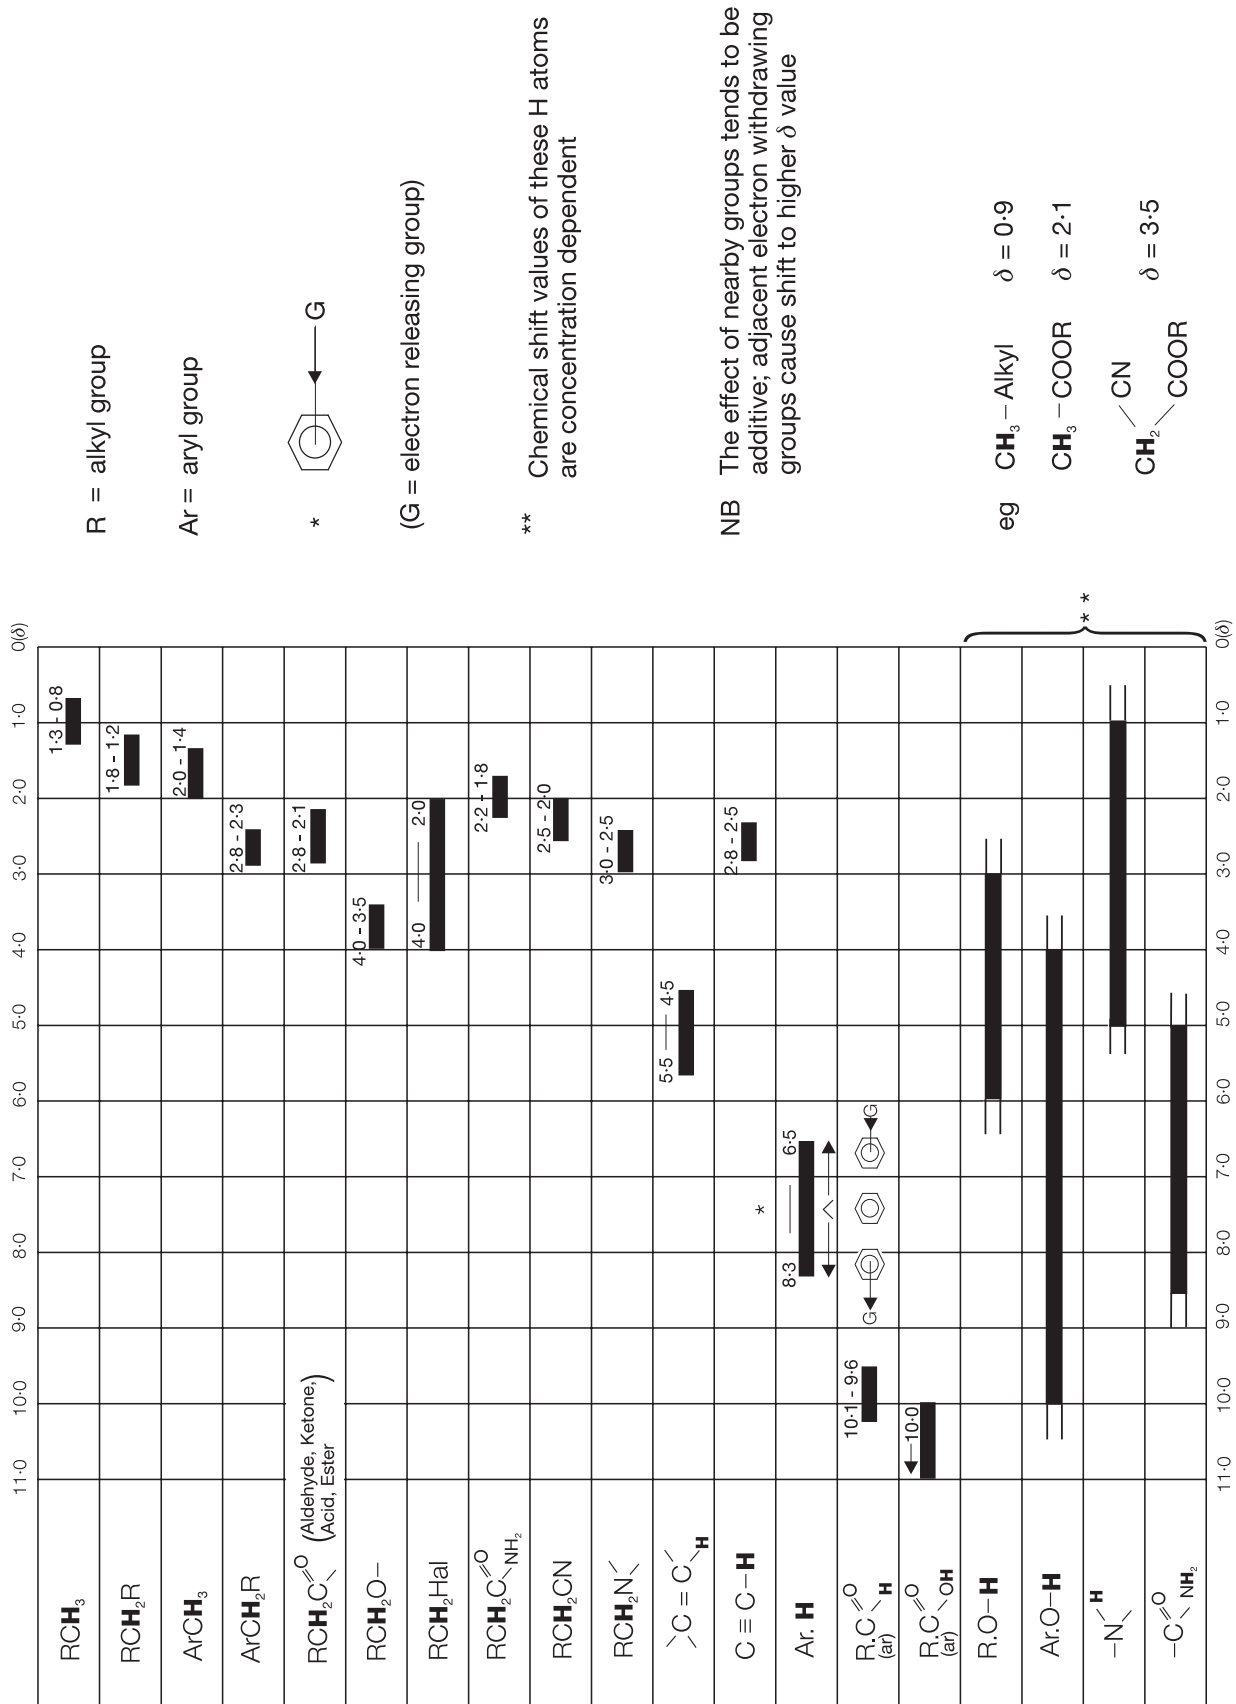 11·0 10·0 9·0 8·0 7·0 6·0 5·0 4·0 3·0 2·0 1·0 0(δ)
RCH₃ 1·3 - 0·8
RCH₂R 1·8 - 1·2
ArCH₃ 2·0 - 1·4
ArCH₂R 2·8 - 2·3
RCH₂C=O (Aldehyde, Ketone,
Acid, Ester) 2·8 - 2·1
RCH₂O– 4·0 - 3·5
RCH₂Hal 4·0 — 2·0
RCH₂C=O NH₂ 2·2 - 1·8
RCH₂CN 2·5 - 2·0
RCH₂N 3·0 - 2·5
C = C H 5·5 — 4·5
C ≡ C–H 2·8 - 2·5
*
Ar. H 8·3 — 6·5
G G
R.C=O H (ar) 10·1 - 9·6
R.C=O OH (ar) 10·0
R.O–H
Ar.O–H
–N H
–C=O NH₂
* *
11·0 10·0 9·0 8·0 7·0 6·0 5·0 4·0 3·0 2·0 1·0 0(δ)
R = alkyl group
Ar = aryl group
* G
(G = electron releasing group)
** Chemical shift values of these H atoms
are concentration dependent
NB The effect of nearby groups tends to be
additive; adjacent electron withdrawing
groups cause shift to higher δ value
eg CH₃ – Alkyl δ = 0·9
CH₃ – COOR δ = 2·1
CN
CH₂ δ = 3·5
COOR